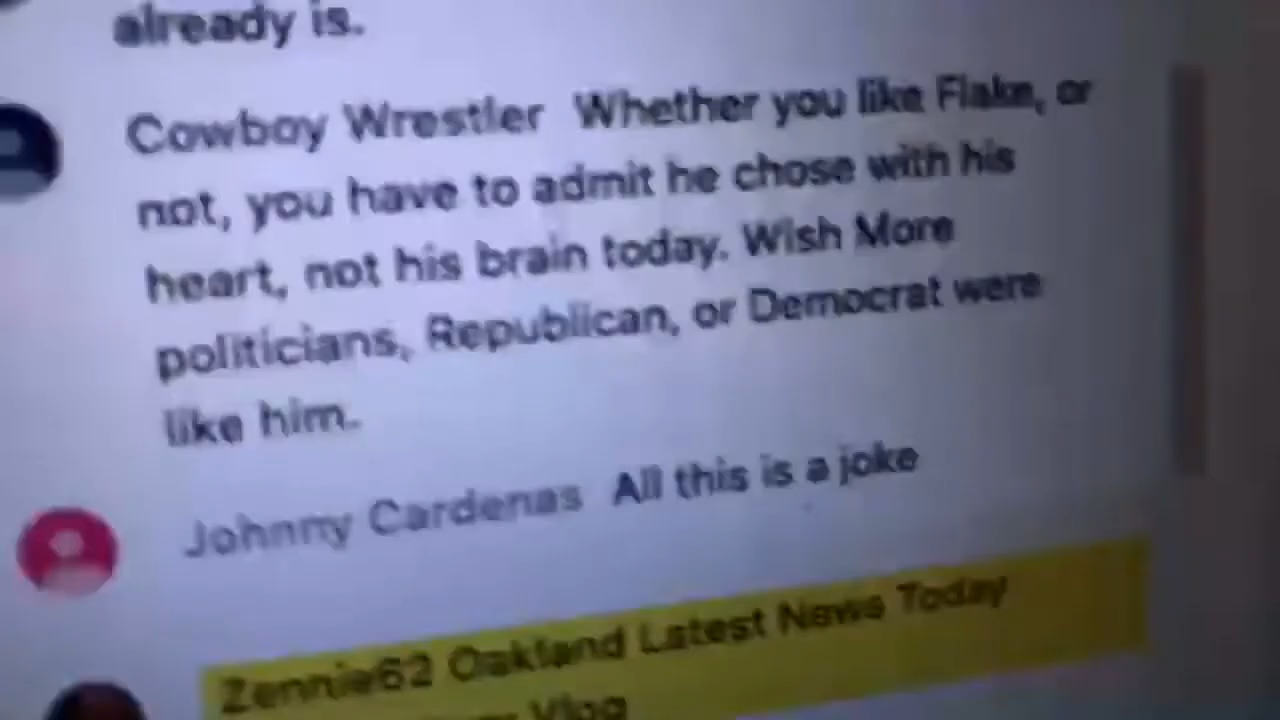 already is.
Cowboy Wrestler Whether you like Flake, or
not, you have to admit he chose with his
heart, not his brain today. Wish More
politicians, Republican, or Democrat were
like him.
Johnny Cardenas All this is a joke
Zennie62 Oakland Latest News Today
Vlog